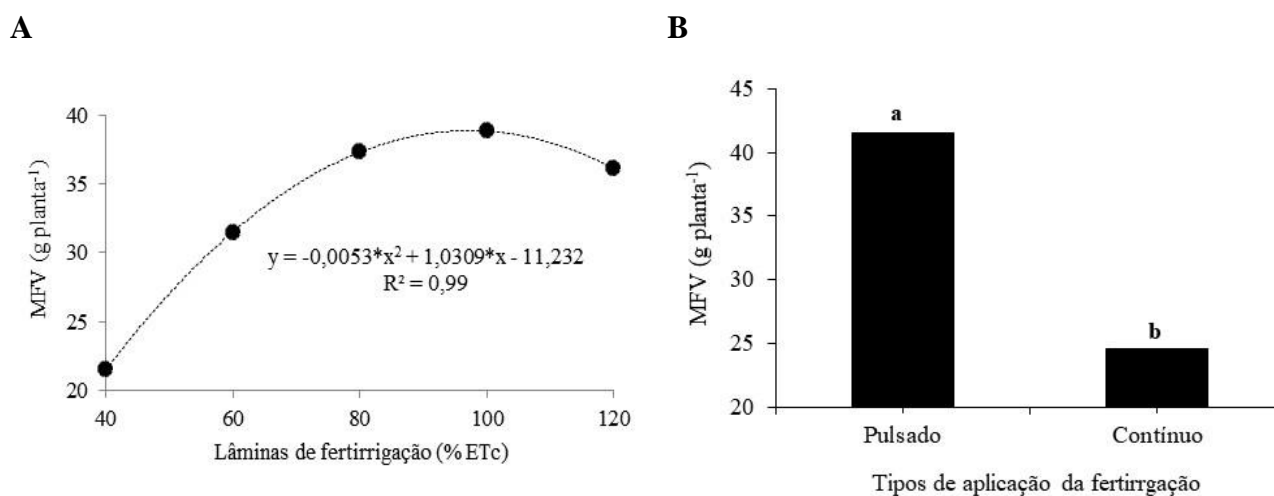 A
MFV (g planta⁻¹)
40
35
30
25
20
y = -0,0053*x² + 1,0309*x - 11,232
R² = 0,99
40 60 80 100 120
Lâminas de fertirrigação (% ETc)
B
MFV (g planta⁻¹)
45
40
35
30
25
20
a
b
Pulsado Contínuo
Tipos de aplicação da fertirrgação